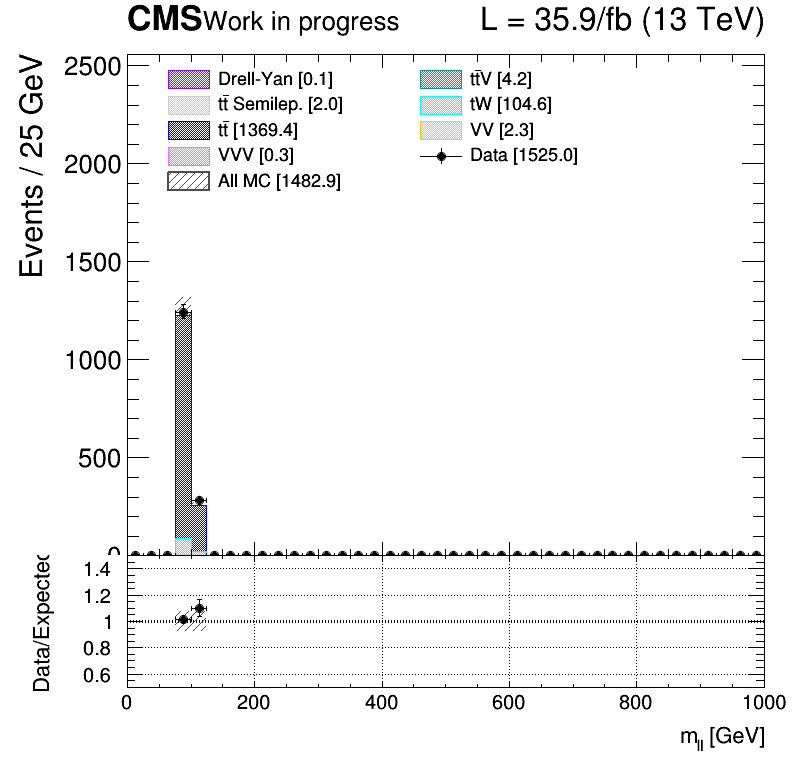 CMS Work in progress L = 35.9/fb (13 TeV)
Events / 25 GeV
2500
2000
1500
1000
500
0
Drell-Yan [0.1]
tt̄ Semilep. [2.0]
tt̄ [1369.4]
VVV [0.3]
All MC [1482.9]
tt̄V [4.2]
tW [104.6]
VV [2.3]
Data [1525.0]
Data/Expected
1.4
1.2
1
0.8
0.6
0 200 400 600 800 1000
m_ll [GeV]